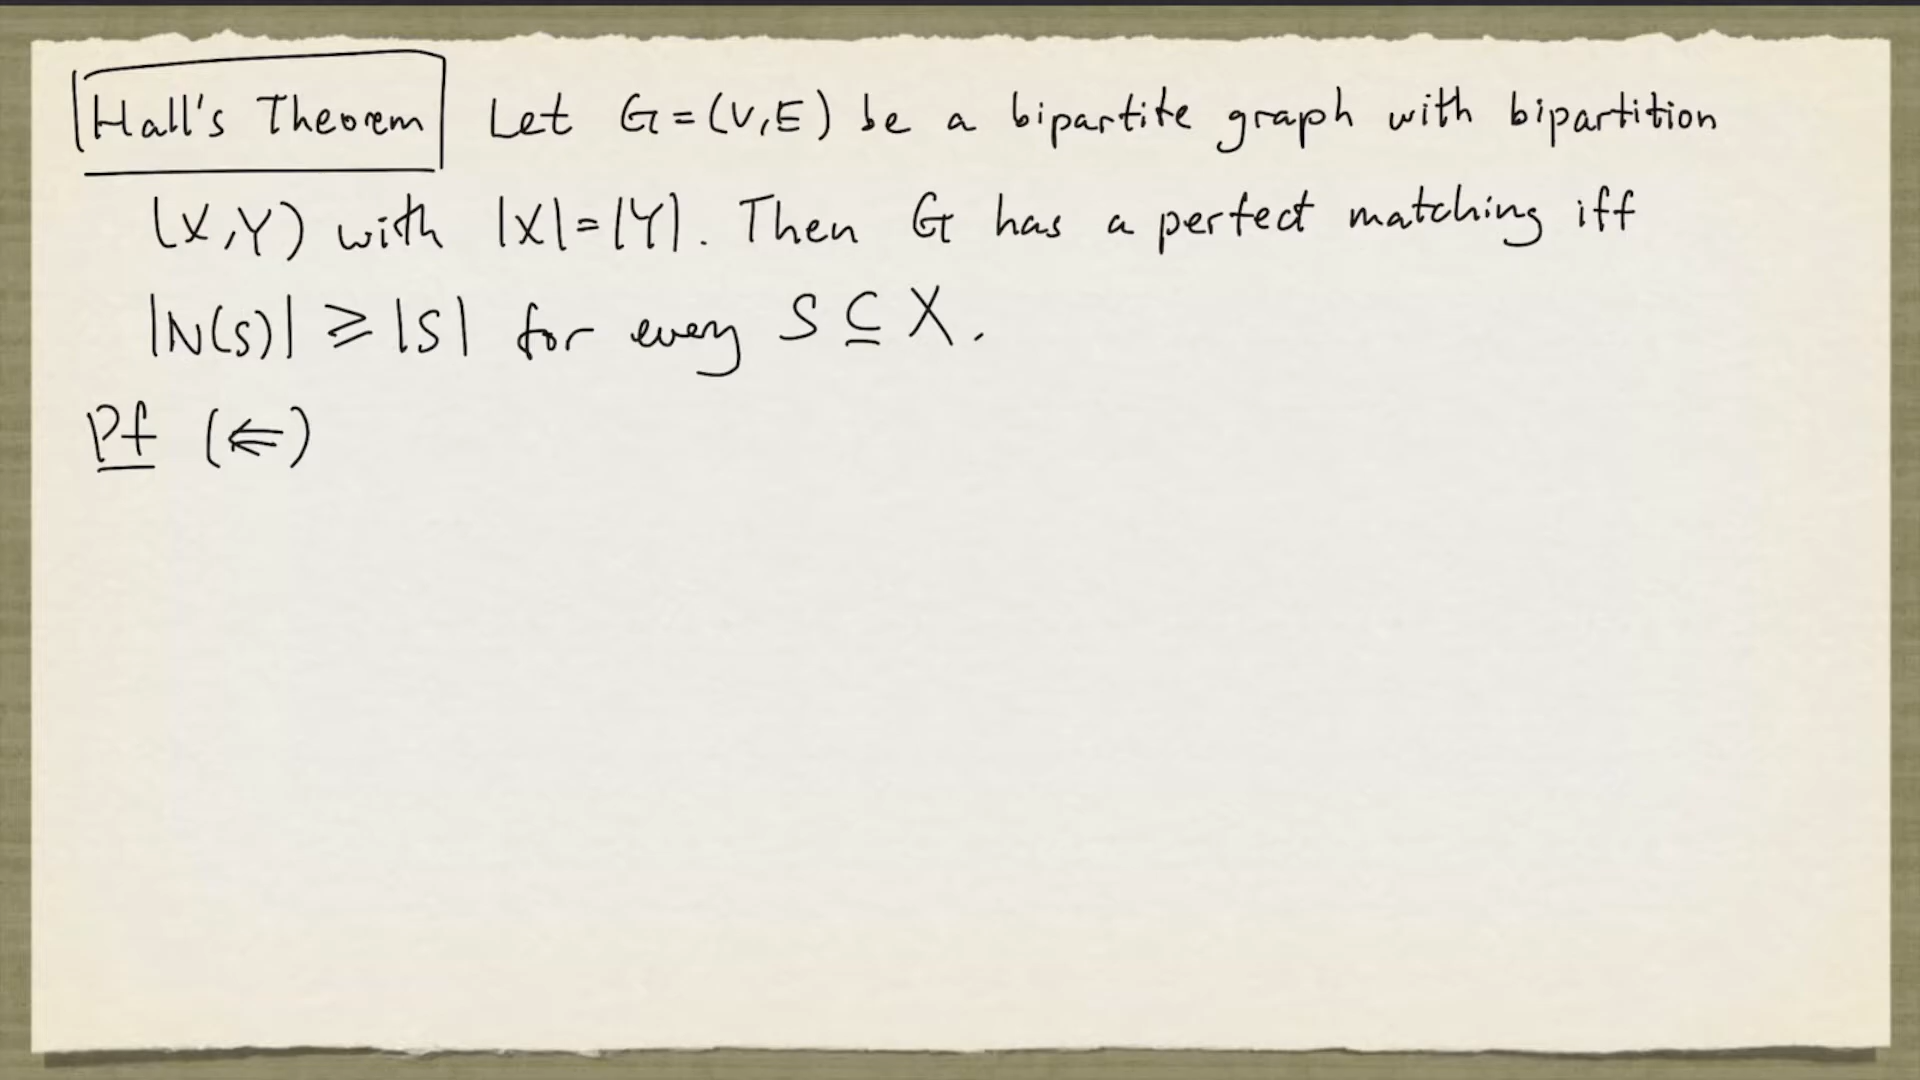 Hall's Theorem Let G=(V,E) be a bipartite graph with bipartition
(X,Y) with |X|=|Y|. Then G has a perfect matching iff
|N(S)| ≥ |S| for every S ⊆ X.
Pf (⇐)